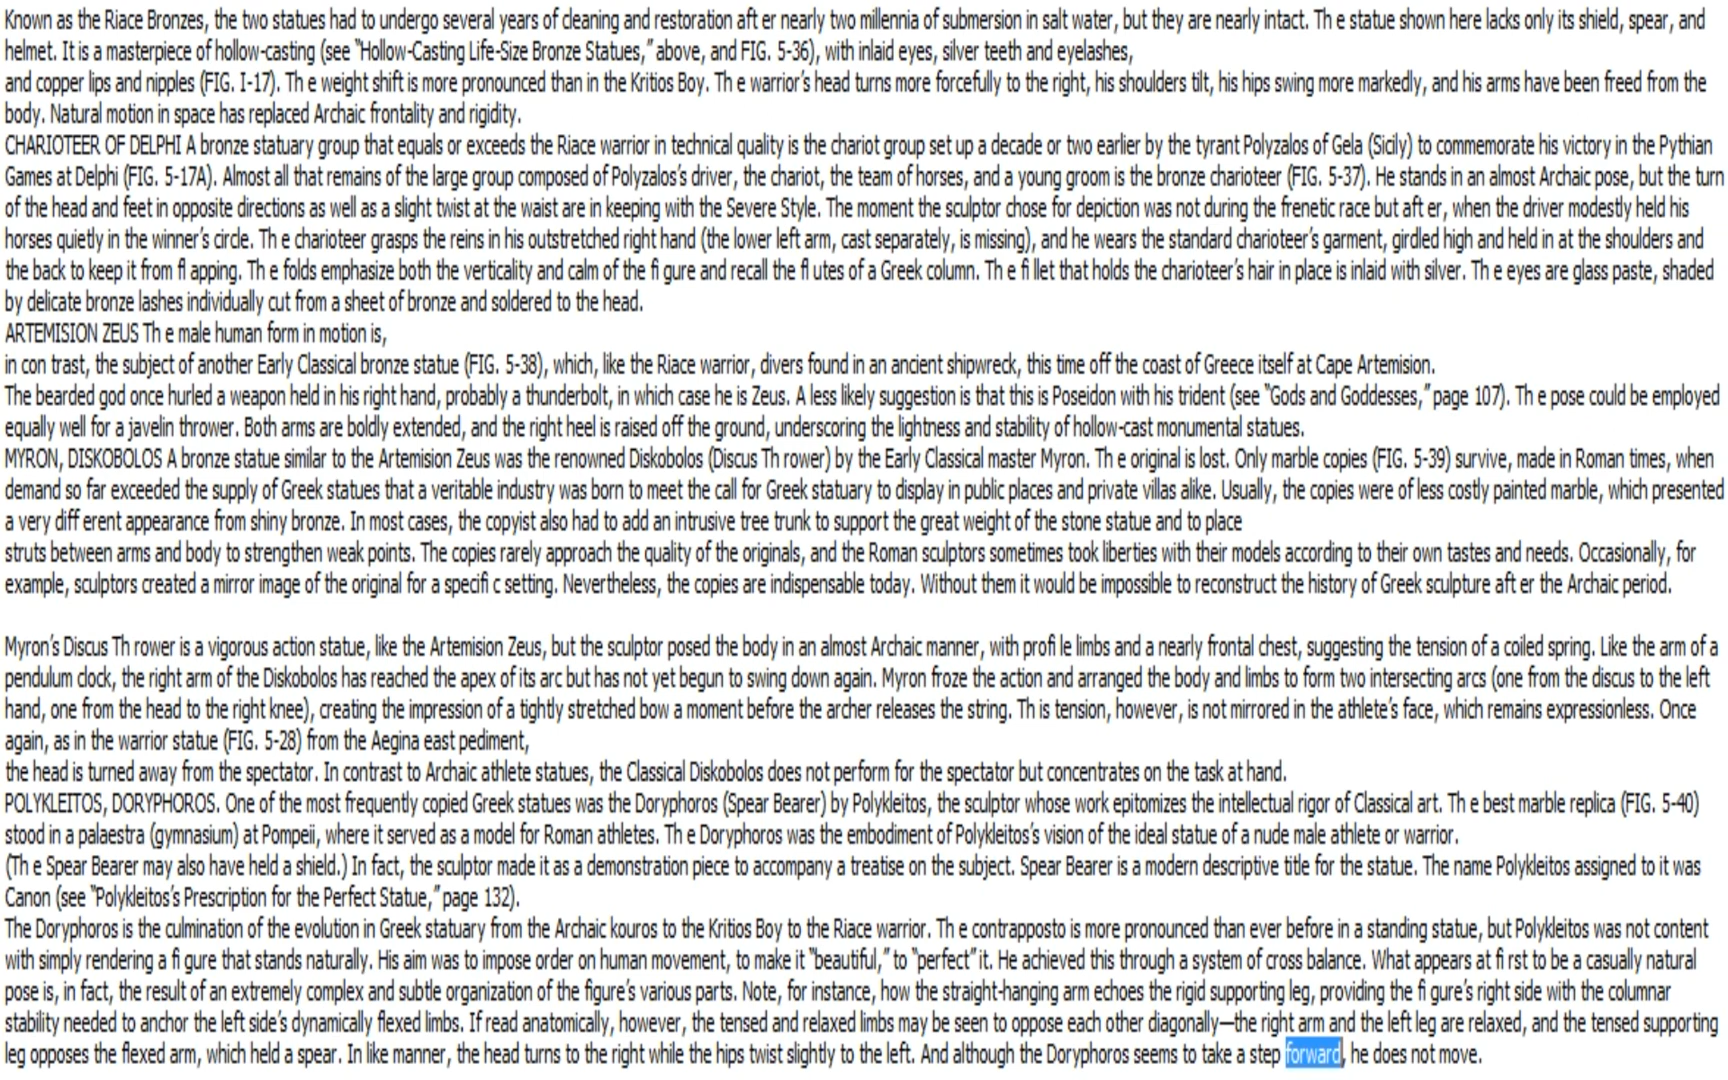 Known as the Riace Bronzes, the two statues had to undergo several years of cleaning and restoration aft er nearly two millennia of submersion in salt water, but they are nearly intact. Th e statue shown here lacks only its shield, spear, and
helmet. It is a masterpiece of hollow-casting (see “Hollow-Casting Life-Size Bronze Statues,” above, and FIG. 5-36), with inlaid eyes, silver teeth and eyelashes,
and copper lips and nipples (FIG. I-17). Th e weight shift is more pronounced than in the Kritios Boy. Th e warrior’s head turns more forcefully to the right, his shoulders tilt, his hips swing more markedly, and his arms have been freed from the
body. Natural motion in space has replaced Archaic frontality and rigidity.
CHARIOTEER OF DELPHI A bronze statuary group that equals or exceeds the Riace warrior in technical quality is the chariot group set up a decade or two earlier by the tyrant Polyzalos of Gela (Sicily) to commemorate his victory in the Pythian
Games at Delphi (FIG. 5-17A). Almost all that remains of the large group composed of Polyzalos’s driver, the chariot, the team of horses, and a young groom is the bronze charioteer (FIG. 5-37). He stands in an almost Archaic pose, but the turn
of the head and feet in opposite directions as well as a slight twist at the waist are in keeping with the Severe Style. The moment the sculptor chose for depiction was not during the frenetic race but aft er, when the driver modestly held his
horses quietly in the winner’s circle. Th e charioteer grasps the reins in his outstretched right hand (the lower left arm, cast separately, is missing), and he wears the standard charioteer’s garment, girdled high and held in at the shoulders and
the back to keep it from fl apping. Th e folds emphasize both the verticality and calm of the fi gure and recall the fl utes of a Greek column. Th e fi llet that holds the charioteer’s hair in place is inlaid with silver. Th e eyes are glass paste, shaded
by delicate bronze lashes individually cut from a sheet of bronze and soldered to the head.
ARTEMISION ZEUS Th e male human form in motion is,
in con trast, the subject of another Early Classical bronze statue (FIG. 5-38), which, like the Riace warrior, divers found in an ancient shipwreck, this time off the coast of Greece itself at Cape Artemision.
The bearded god once hurled a weapon held in his right hand, probably a thunderbolt, in which case he is Zeus. A less likely suggestion is that this is Poseidon with his trident (see “Gods and Goddesses,” page 107). Th e pose could be employed
equally well for a javelin thrower. Both arms are boldly extended, and the right heel is raised off the ground, underscoring the lightness and stability of hollow-cast monumental statues.
MYRON, DISKOBOLOS A bronze statue similar to the Artemision Zeus was the renowned Diskobolos (Discus Th rower) by the Early Classical master Myron. Th e original is lost. Only marble copies (FIG. 5-39) survive, made in Roman times, when
demand so far exceeded the supply of Greek statues that a veritable industry was born to meet the call for Greek statuary to display in public places and private villas alike. Usually, the copies were of less costly painted marble, which presented
a very diff erent appearance from shiny bronze. In most cases, the copyist also had to add an intrusive tree trunk to support the great weight of the stone statue and to place
struts between arms and body to strengthen weak points. The copies rarely approach the quality of the originals, and the Roman sculptors sometimes took liberties with their models according to their own tastes and needs. Occasionally, for
example, sculptors created a mirror image of the original for a specifi c setting. Nevertheless, the copies are indispensable today. Without them it would be impossible to reconstruct the history of Greek sculpture aft er the Archaic period.
Myron’s Discus Th rower is a vigorous action statue, like the Artemision Zeus, but the sculptor posed the body in an almost Archaic manner, with profi le limbs and a nearly frontal chest, suggesting the tension of a coiled spring. Like the arm of a
pendulum clock, the right arm of the Diskobolos has reached the apex of its arc but has not yet begun to swing down again. Myron froze the action and arranged the body and limbs to form two intersecting arcs (one from the discus to the left
hand, one from the head to the right knee), creating the impression of a tightly stretched bow a moment before the archer releases the string. Th is tension, however, is not mirrored in the athlete’s face, which remains expressionless. Once
again, as in the warrior statue (FIG. 5-28) from the Aegina east pediment,
the head is turned away from the spectator. In contrast to Archaic athlete statues, the Classical Diskobolos does not perform for the spectator but concentrates on the task at hand.
POLYKLEITOS, DORYPHOROS. One of the most frequently copied Greek statues was the Doryphoros (Spear Bearer) by Polykleitos, the sculptor whose work epitomizes the intellectual rigor of Classical art. Th e best marble replica (FIG. 5-40)
stood in a palaestra (gymnasium) at Pompeii, where it served as a model for Roman athletes. Th e Doryphoros was the embodiment of Polykleitos’s vision of the ideal statue of a nude male athlete or warrior.
(Th e Spear Bearer may also have held a shield.) In fact, the sculptor made it as a demonstration piece to accompany a treatise on the subject. Spear Bearer is a modern descriptive title for the statue. The name Polykleitos assigned to it was
Canon (see “Polykleitos’s Prescription for the Perfect Statue,” page 132).
The Doryphoros is the culmination of the evolution in Greek statuary from the Archaic kouros to the Kritios Boy to the Riace warrior. Th e contrapposto is more pronounced than ever before in a standing statue, but Polykleitos was not content
with simply rendering a fi gure that stands naturally. His aim was to impose order on human movement, to make it “beautiful,” to “perfect” it. He achieved this through a system of cross balance. What appears at fi rst to be a casually natural
pose is, in fact, the result of an extremely complex and subtle organization of the figure’s various parts. Note, for instance, how the straight-hanging arm echoes the rigid supporting leg, providing the fi gure’s right side with the columnar
stability needed to anchor the left side’s dynamically flexed limbs. If read anatomically, however, the tensed and relaxed limbs may be seen to oppose each other diagonally—the right arm and the left leg are relaxed, and the tensed supporting
leg opposes the flexed arm, which held a spear. In like manner, the head turns to the right while the hips twist slightly to the left. And although the Doryphoros seems to take a step forward, he does not move.